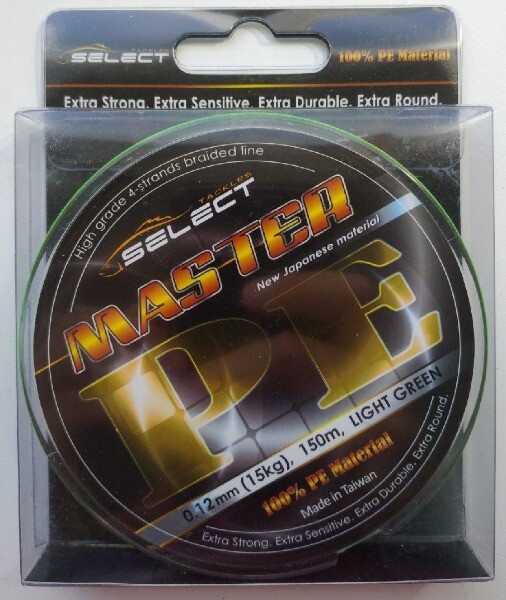 TACKLES
SELECT
100% PE Material
Extra Strong. Extra Sensitive. Extra Durable. Extra Round.
High grade 4-strands braided line
TACKLES
SELECT
MASTER
New Japanese material
PE
0.12mm (15kg), 150m, LIGHT GREEN
100% PE Material
Made in Taiwan
Extra Strong. Extra Sensitive. Extra Durable. Extra Round.